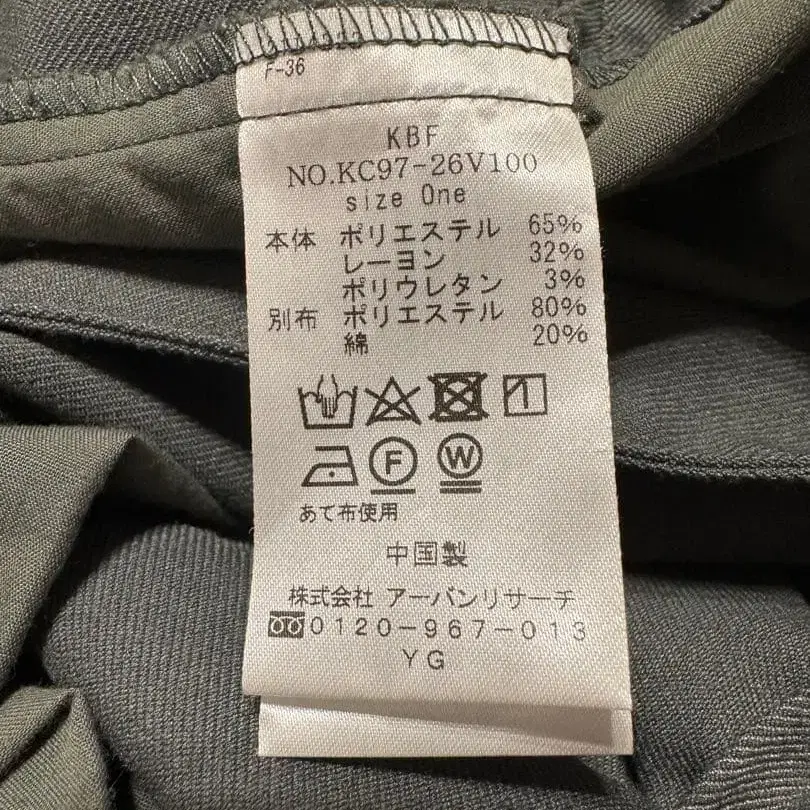 F-36
KBF
NO.KC97-26V100
size One
本体 ポリエステル 65%
レーヨン 32%
ポリウレタン 3%
別布 ポリエステル 80%
綿 20%
F W
あて布使用
中国製
株式会社 アーバンリサーチ
0120-967-013
YG